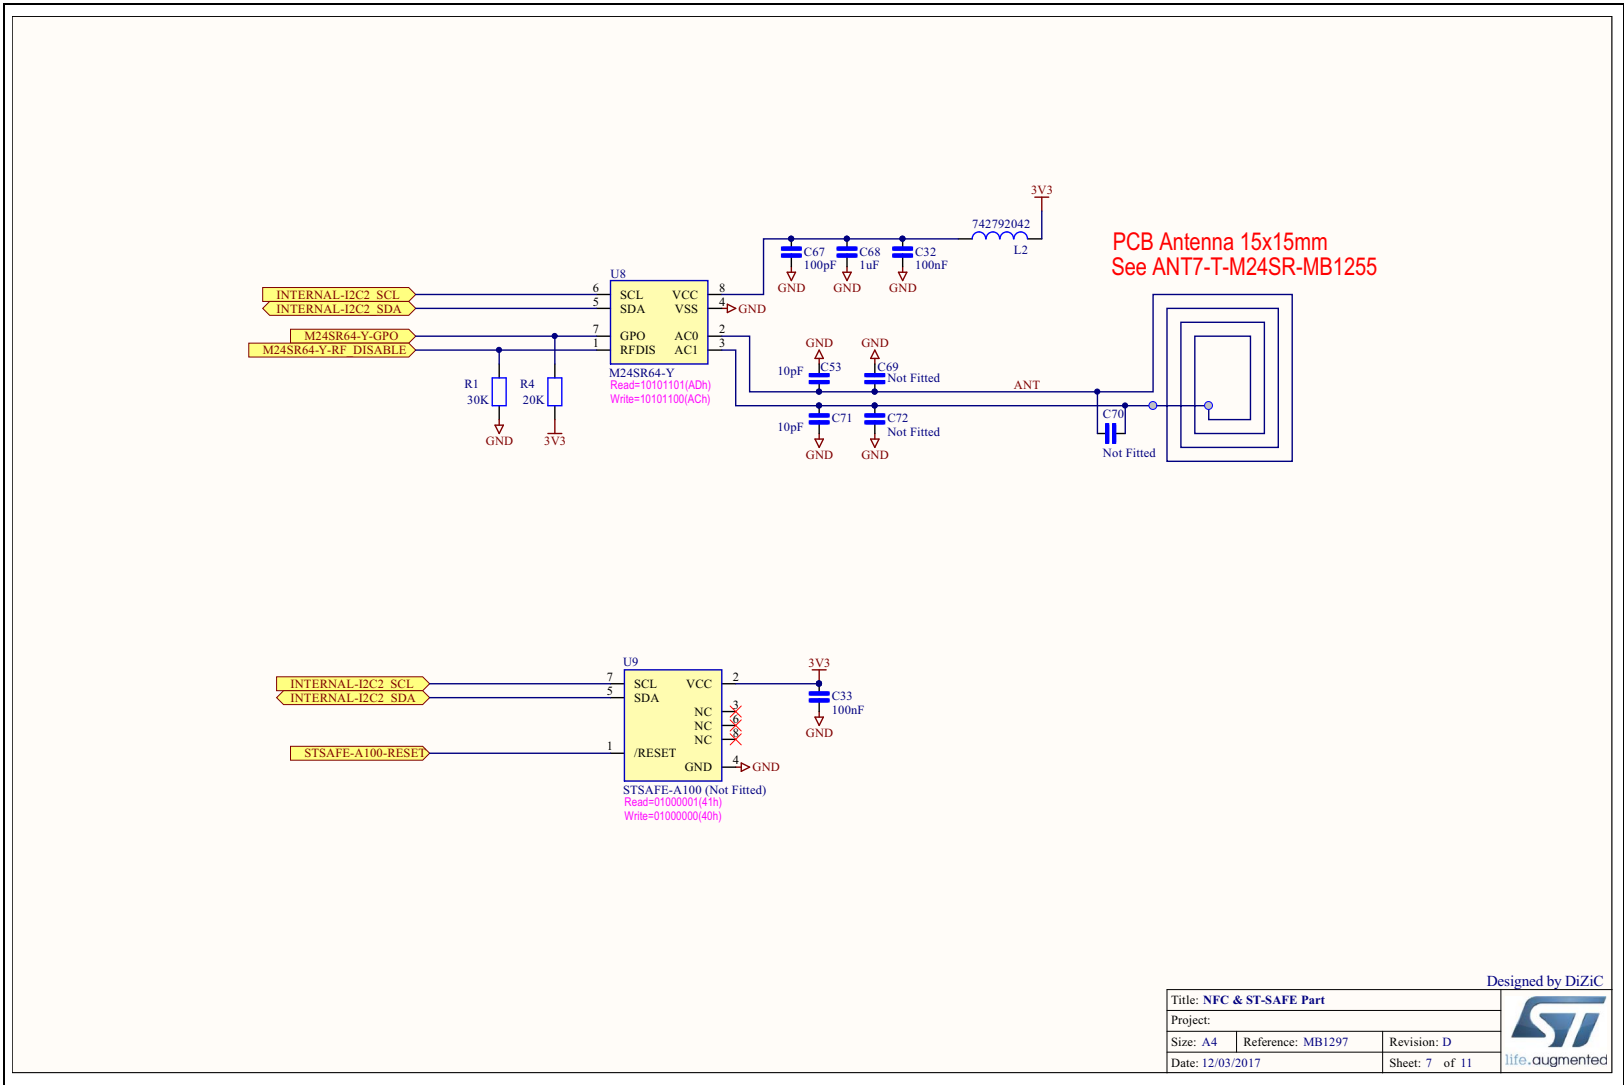 3V3
742792042
L2
C67
100pF
C68
1uF
C32
100nF
GND
GND
GND
PCB Antenna 15x15mm
See ANT7-T-M24SR-MB1255
U8
INTERNAL-I2C2_SCL
6
SCL
VCC
8
INTERNAL-I2C2_SDA
5
SDA
VSS
4
GND
M24SR64-Y-GPO
7
GPO
AC0
2
M24SR64-Y-RF_DISABLE
1
RFDIS
AC1
3
M24SR64-Y
Read=10101101(ADh)
Write=10101100(ACh)
R1
30K
R4
20K
GND
3V3
GND
GND
10pF
C53
C69
Not Fitted
ANT
10pF
C71
C72
Not Fitted
GND
GND
C70
Not Fitted
U9
INTERNAL-I2C2_SCL
7
SCL
VCC
2
3V3
INTERNAL-I2C2_SDA
5
SDA
C33
100nF
GND
NC
3
NC
6
NC
8
STSAFE-A100-RESET
1
/RESET
GND
4
GND
STSAFE-A100 (Not Fitted)
Read=01000001(41h)
Write=01000000(40h)
Designed by DiZiC
Title: NFC & ST-SAFE Part
Project:
Size: A4
Reference: MB1297
Revision: D
Date: 12/03/2017
Sheet: 7 of 11
ST
life.augmented